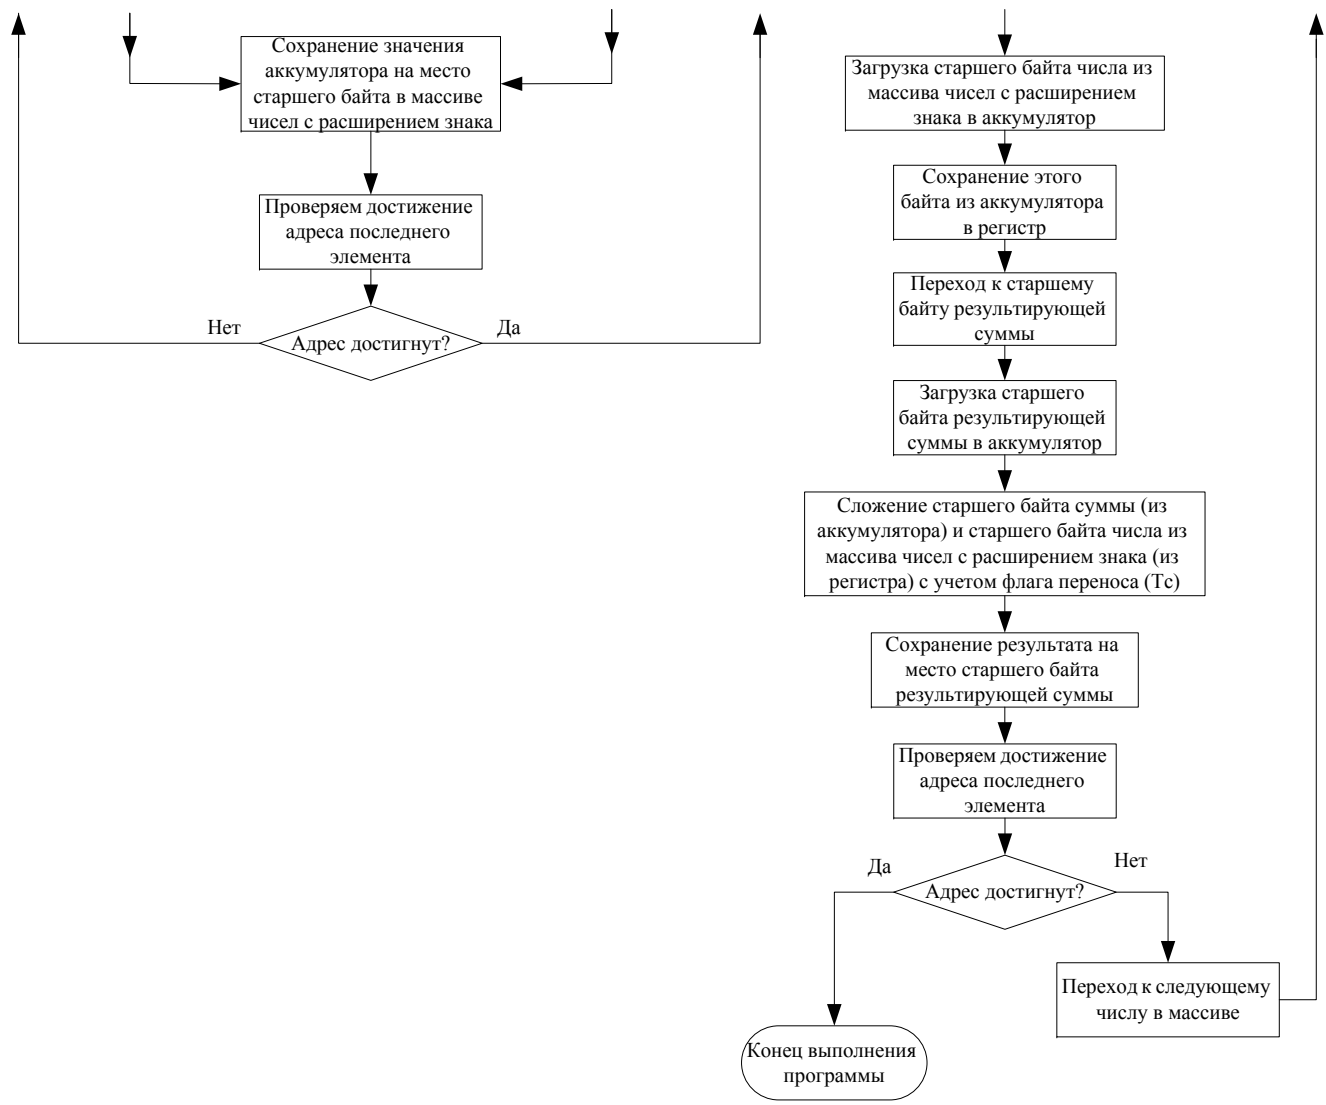 Сохранение значения
аккумулятора на место
старшего байта в массиве
чисел с расширением знака
Проверяем достижение
адреса последнего
элемента
Нет
Да
Адрес достигнут?
Загрузка старшего байта числа из
массива чисел с расширением
знака в аккумулятор
Сохранение этого
байта из аккумулятора
в регистр
Переход к старшему
байту результирующей
суммы
Загрузка старшего
байта результирующей
суммы в аккумулятор
Сложение старшего байта суммы (из
аккумулятора) и старшего байта числа из
массива чисел с расширением знака (из
регистра) с учетом флага переноса (Тс)
Сохранение результата на
место старшего байта
результирующей суммы
Проверяем достижение
адреса последнего
элемента
Да
Нет
Адрес достигнут?
Переход к следующему
числу в массиве
Конец выполнения
программы